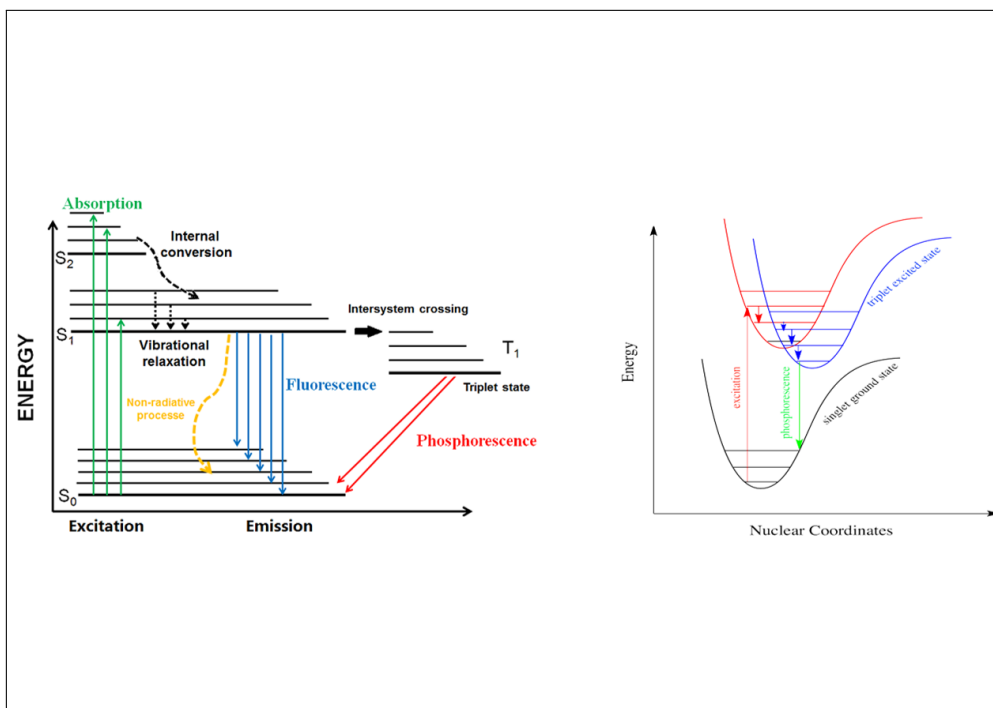 Absorption
Internal
conversion
S2
Intersystem crossing
S1
T1
Vibrational
relaxation
Triplet state
Fluorescence
Non-radiative
processe
Phosphorescence
S0
ENERGY
Excitation
Emission
Energy
triplet excited state
excitation
phosphorescence
singlet ground state
Nuclear Coordinates